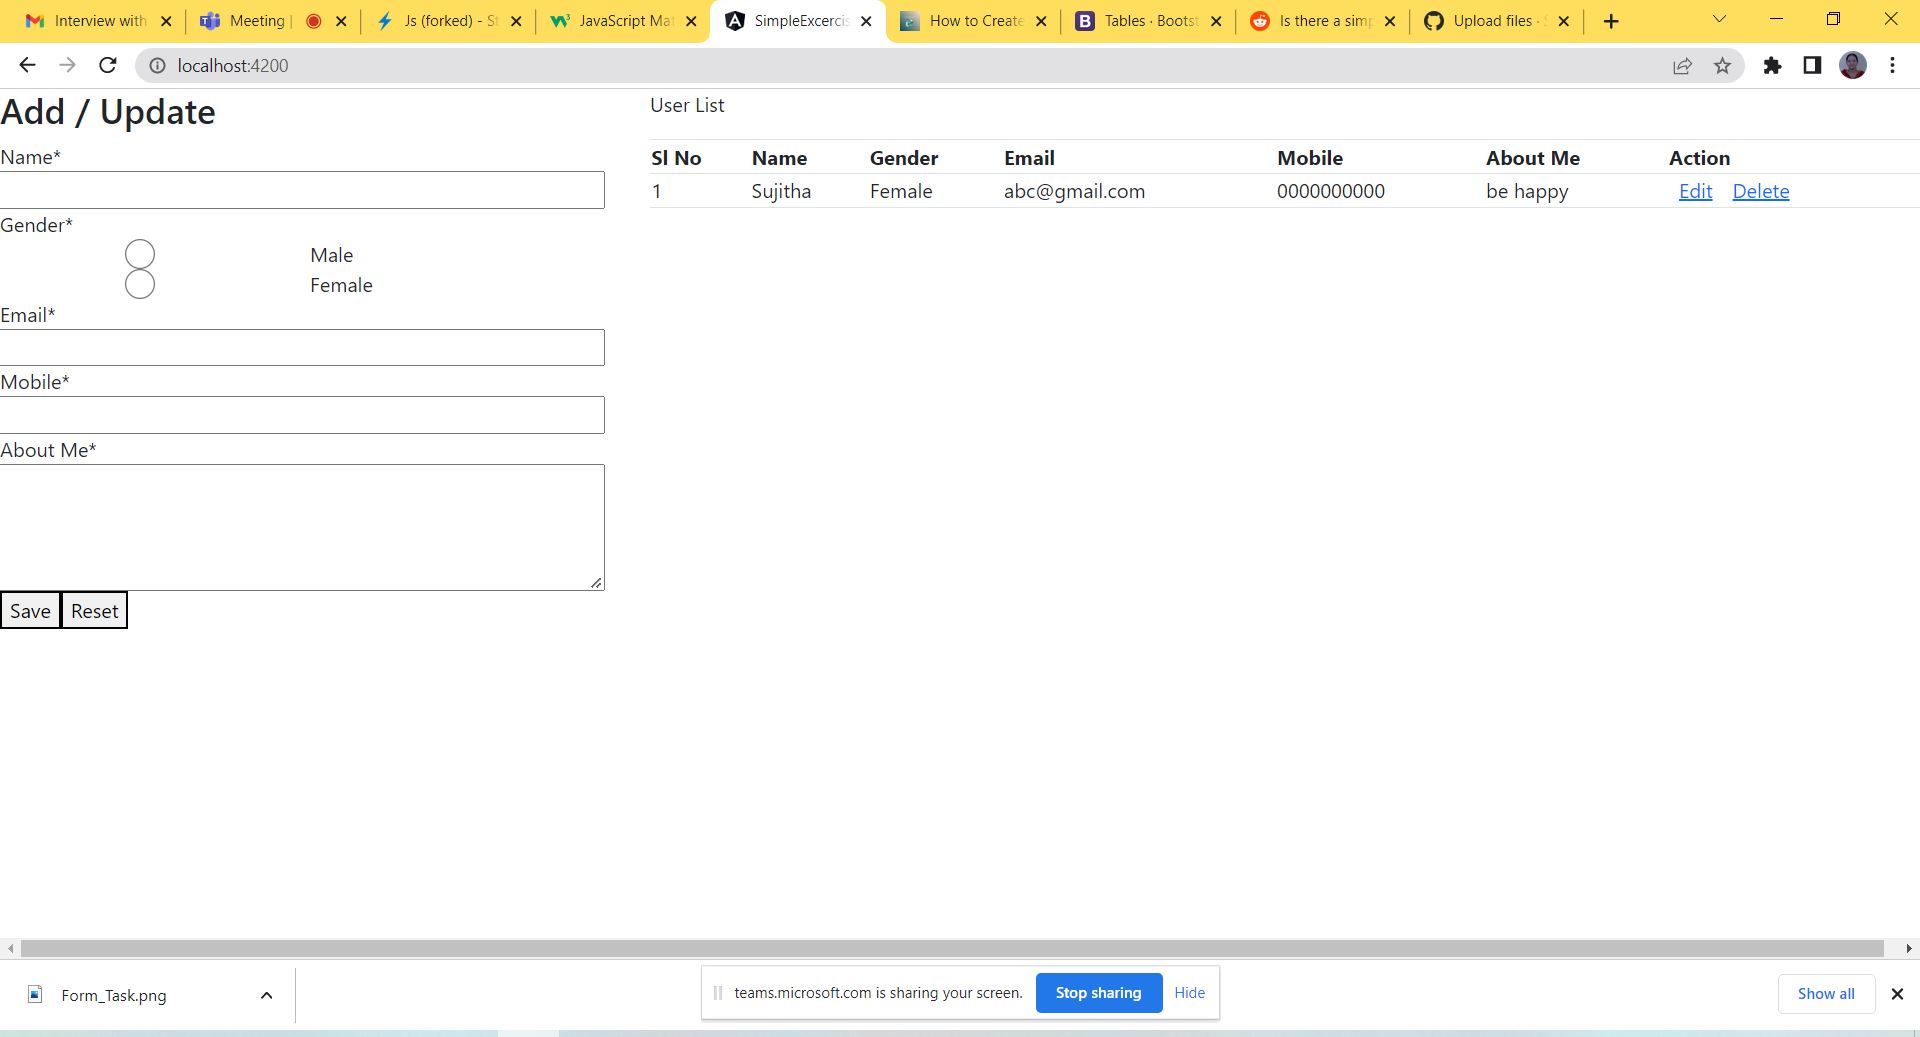 Interview with
Meeting |
Js (forked) - St
JavaScript Mat
SimpleExcercis
How to Create
Tables · Bootst
Is there a simp
Upload files ·
localhost:4200
Add / Update
Name*
Gender*
Male
Female
Email*
Mobile*
About Me*
Save Reset
User List
Sl No Name Gender Email Mobile About Me Action
1 Sujitha Female abc@gmail.com 0000000000 be happy Edit Delete
Form_Task.png
teams.microsoft.com is sharing your screen. Stop sharing Hide
Show all